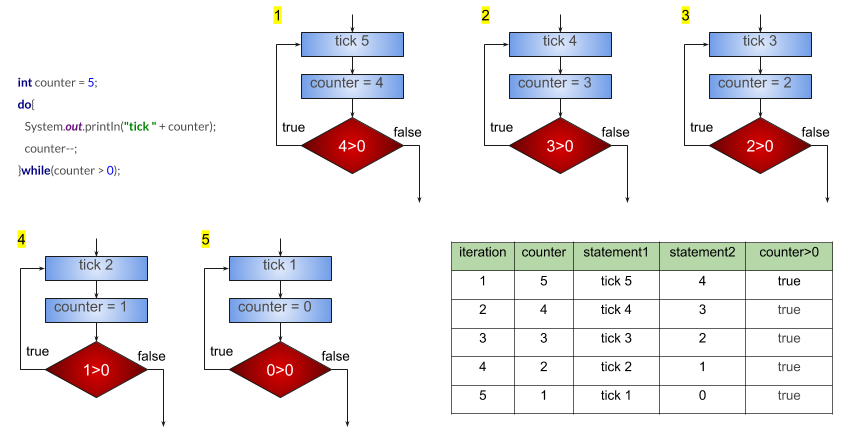 int counter = 5;
do{
System.out.println("tick " + counter);
counter--;
}while(counter > 0);
1
tick 5
counter = 4
true
false
4>0
2
tick 4
counter = 3
true
false
3>0
3
tick 3
counter = 2
true
false
2>0
4
tick 2
counter = 1
true
false
1>0
5
tick 1
counter = 0
true
false
0>0
iteration counter statement1 statement2 counter>0
1 5 tick 5 4 true
2 4 tick 4 3 true
3 3 tick 3 2 true
4 2 tick 2 1 true
5 1 tick 1 0 true